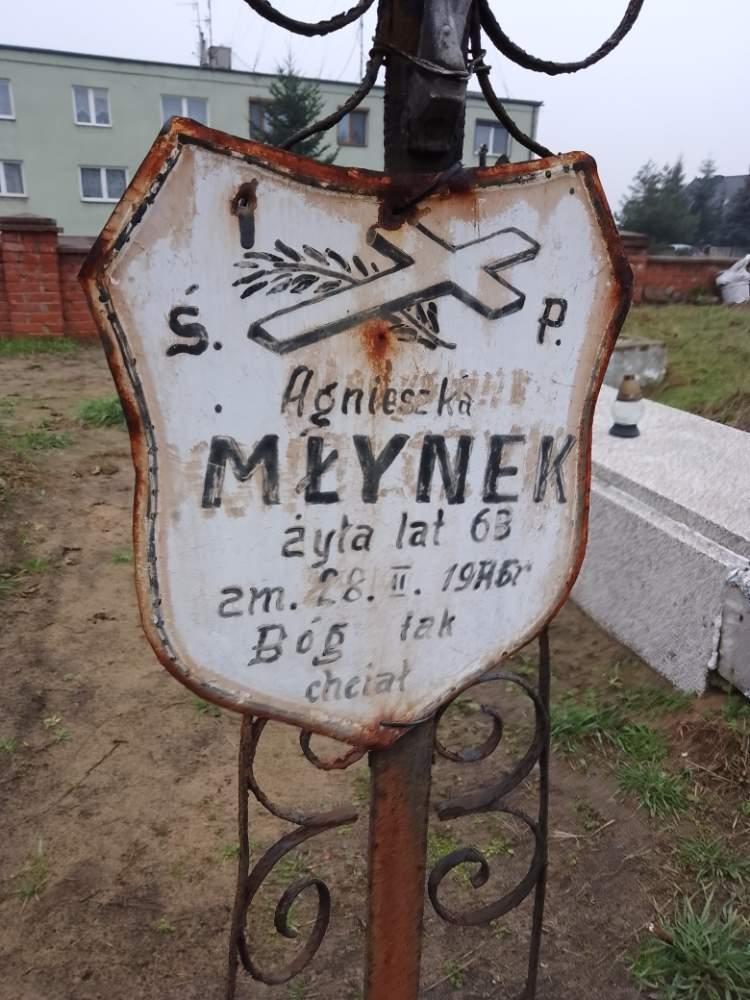 Ś. P.
Agnieszka
MŁYNEK
żyła lat 63
zm. 28. II.
Bóg tak
chciał